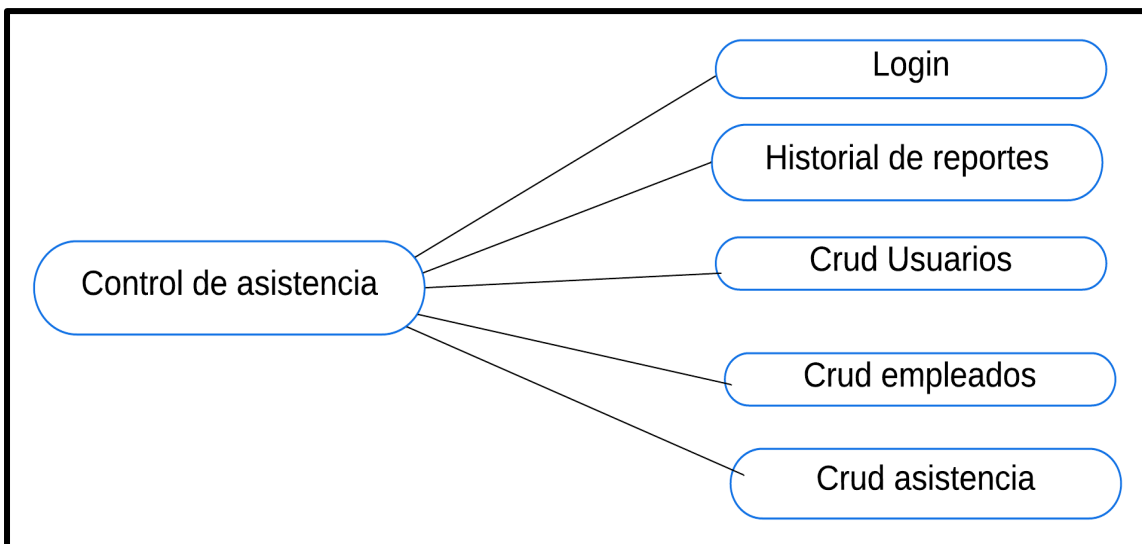 Login
Historial de reportes
Crud Usuarios
Control de asistencia
Crud empleados
Crud asistencia